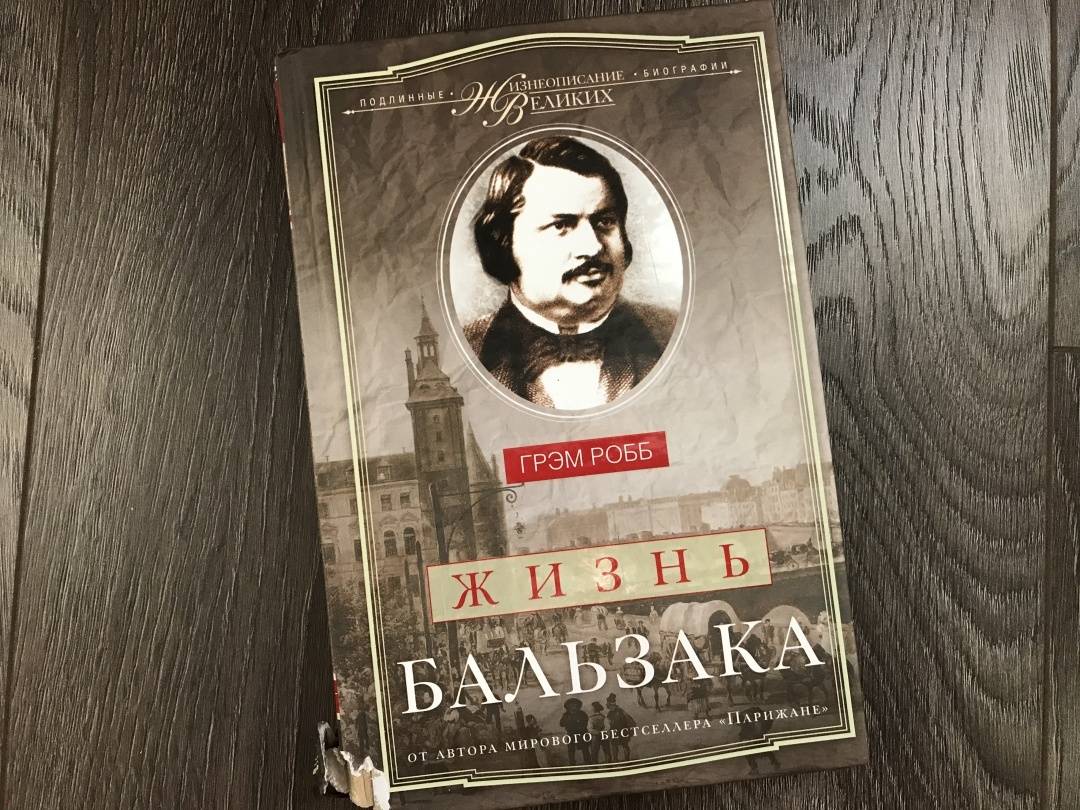 ПОДЛИННЫЕ • ЖИЗНЕОПИСАНИЕ • БИОГРАФИИ
ВЕЛИКИХ
ГРЭМ РОББ
ЖИЗНЬ
БАЛЬЗАКА
ОТ АВТОРА МИРОВОГО БЕСТСЕЛЛЕРА «ПАРИЖАНЕ»